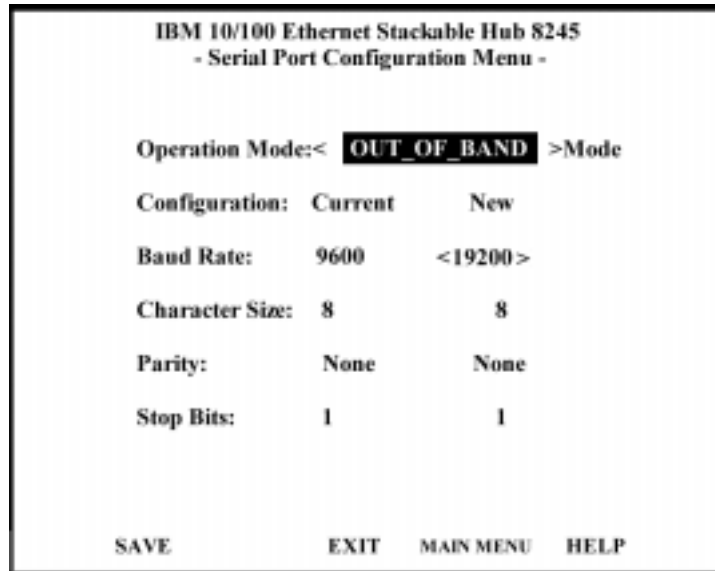 IBM 10/100 Ethernet Stackable Hub 8245
- Serial Port Configuration Menu -
Operation Mode:< OUT_OF_BAND >Mode
Configuration: Current New
Baud Rate: 9600 <19200>
Character Size: 8 8
Parity: None None
Stop Bits: 1 1
SAVE EXIT MAIN MENU HELP